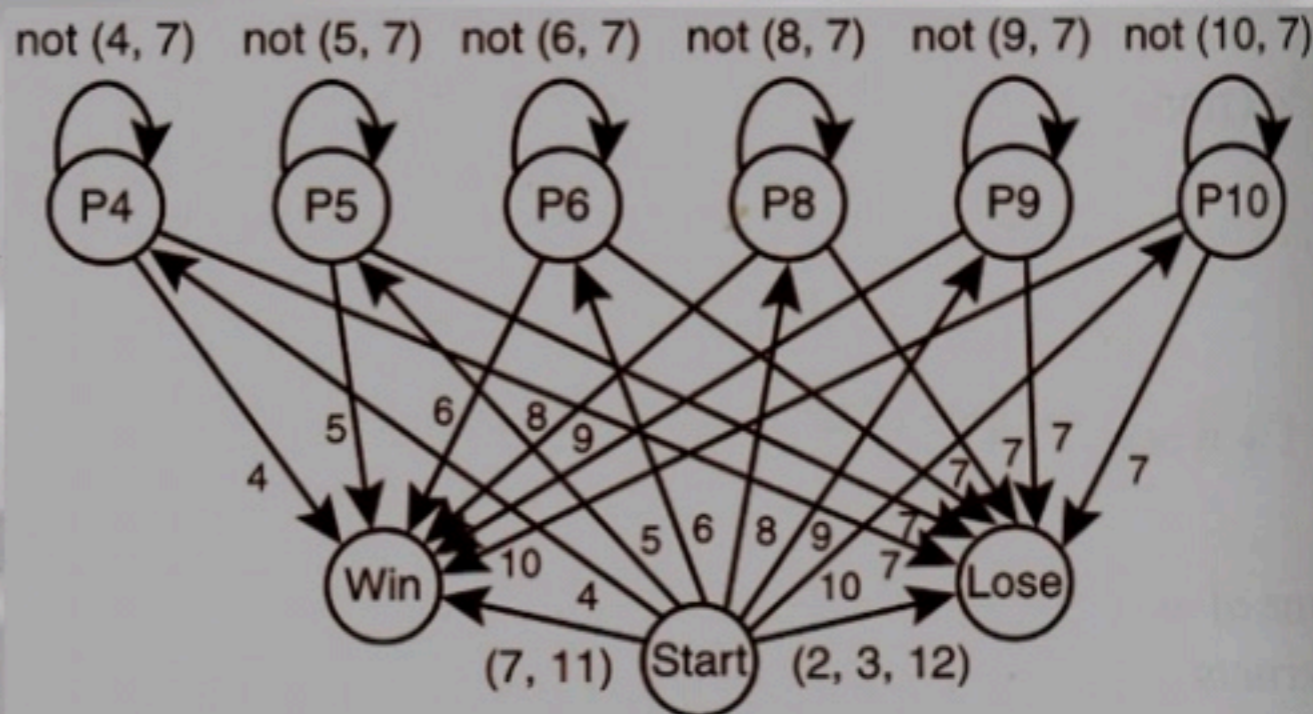 not (4, 7) not (5, 7) not (6, 7) not (8, 7) not (9, 7) not (10, 7)
P4 P5 P6 P8 P9 P10
5 6 8 9 7 7 7
4 7
5 6 8 9 7
10 4 10 7
Win Lose
(7, 11) Start (2, 3, 12)